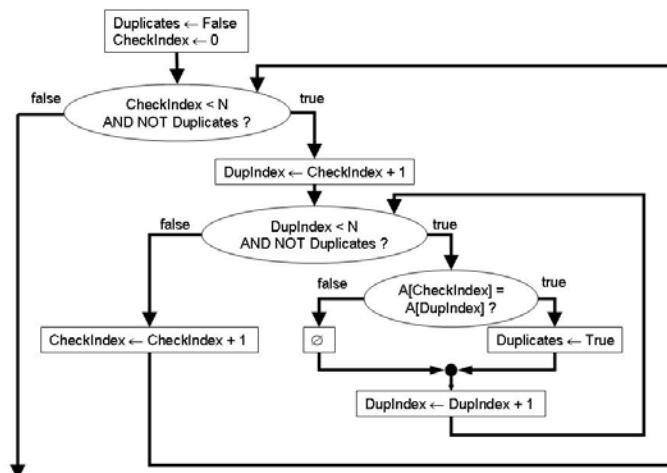 Duplicates ← False
CheckIndex ← 0
false
CheckIndex < N
AND NOT Duplicates ?
true
DupIndex ← CheckIndex + 1
false
DupIndex < N
AND NOT Duplicates ?
true
false
A[CheckIndex] =
A[DupIndex] ?
true
CheckIndex ← CheckIndex + 1
∅
Duplicates ← True
DupIndex ← DupIndex + 1